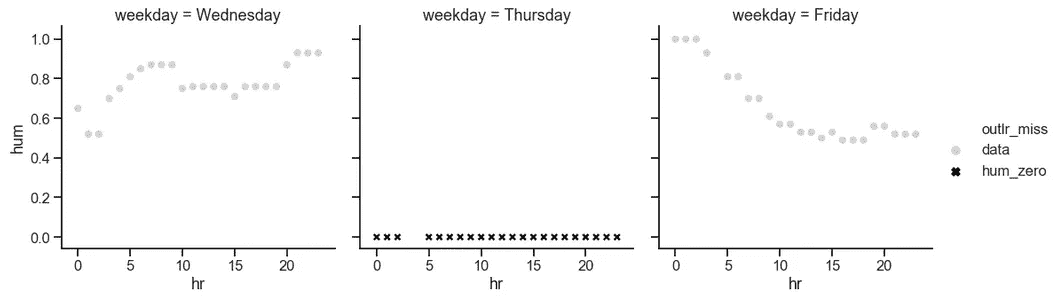 weekday = Wednesday
weekday = Thursday
weekday = Friday
hum
1.0
0.8
0.6
0.4
0.2
0.0
0 5 10 15 20
0 5 10 15 20
0 5 10 15 20
hr
hr
hr
outlr_miss
data
hum_zero